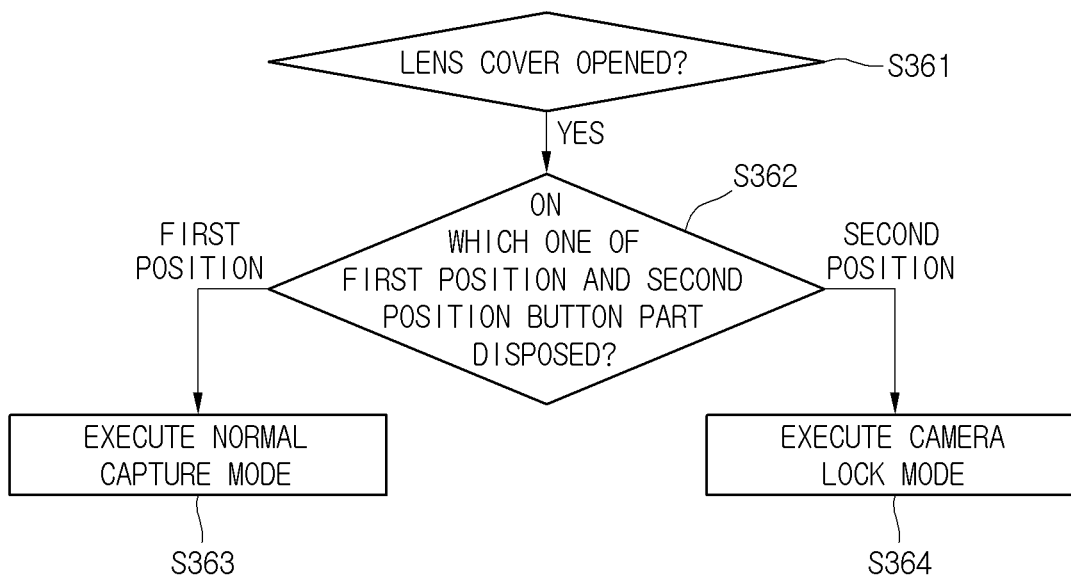 LENS COVER OPENED?
S361
YES
S362
ON
WHICH ONE OF
FIRST POSITION AND SECOND
POSITION BUTTON PART
DISPOSED?
FIRST
POSITION
SECOND
POSITION
EXECUTE NORMAL
CAPTURE MODE
EXECUTE CAMERA
LOCK MODE
S363
S364